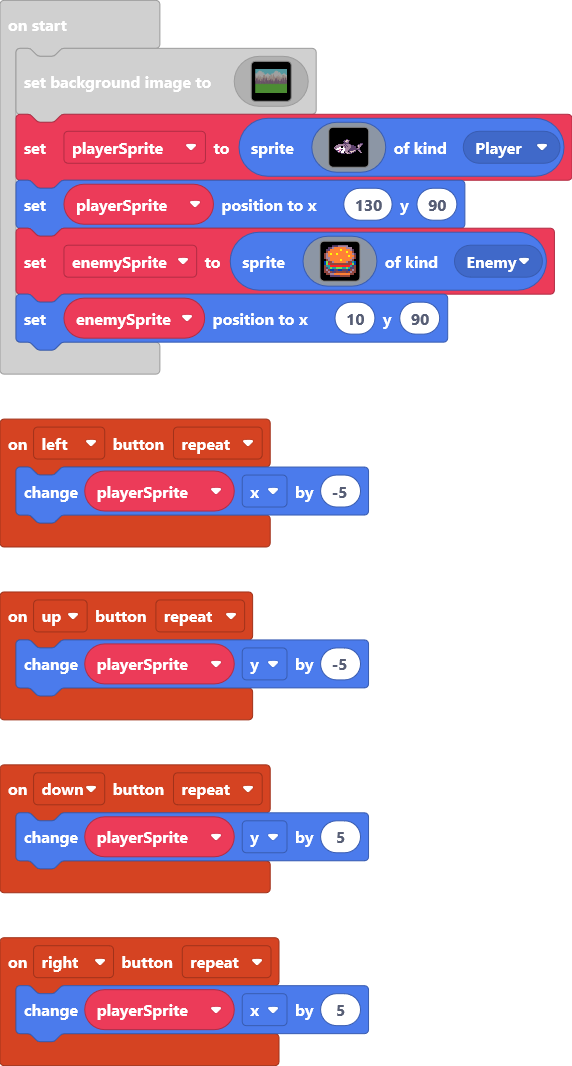 on start
set background image to
set playerSprite to sprite of kind Player
set playerSprite position to x 130 y 90
set enemySprite to sprite of kind Enemy
set enemySprite position to x 10 y 90
on left button repeat
change playerSprite x by -5
on up button repeat
change playerSprite y by -5
on down button repeat
change playerSprite y by 5
on right button repeat
change playerSprite x by 5